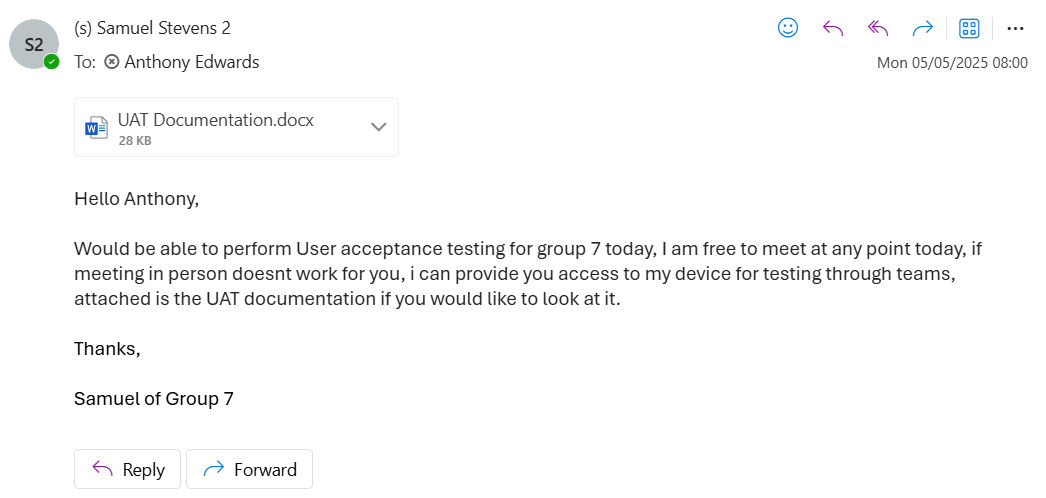 S2
(s) Samuel Stevens 2
To: Anthony Edwards
Mon 05/05/2025 08:00
W
UAT Documentation.docx
28 KB
Hello Anthony,
Would be able to perform User acceptance testing for group 7 today, I am free to meet at any point today, if
meeting in person doesnt work for you, i can provide you access to my device for testing through teams,
attached is the UAT documentation if you would like to look at it.
Thanks,
Samuel of Group 7
Reply
Forward